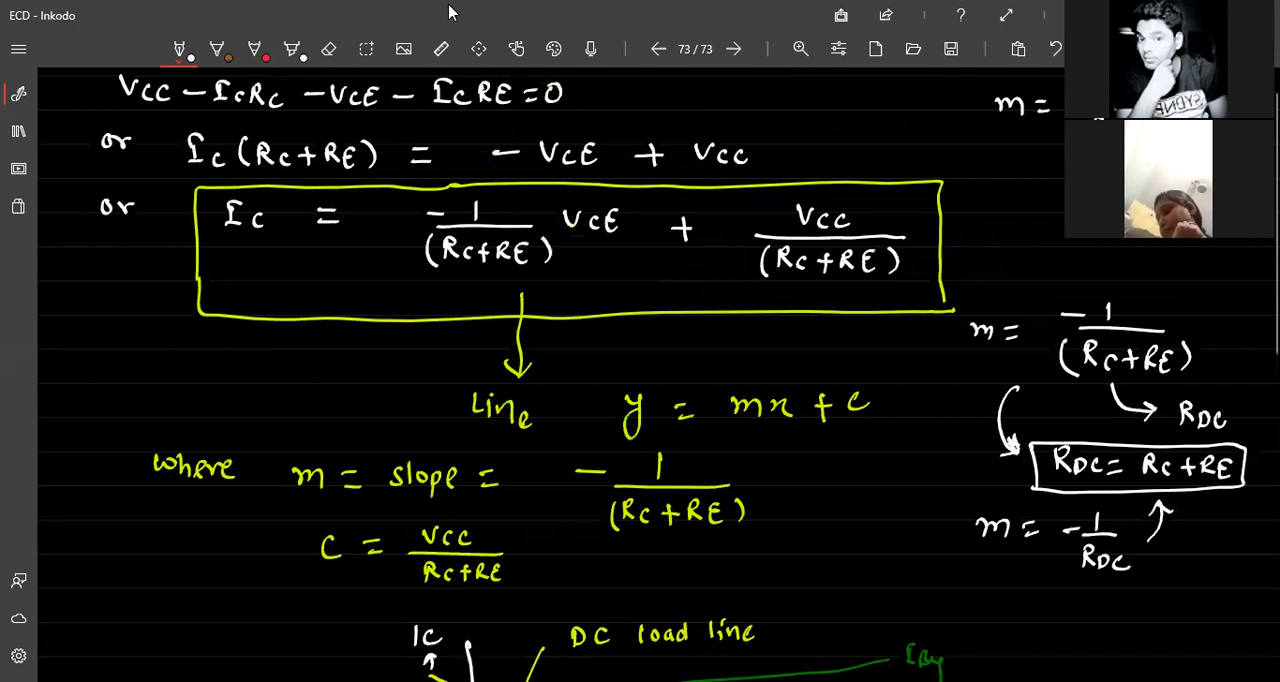 ECD - Inkodo
73 / 73
VCC - IcRc - VCE - IcRE = 0
m =
or Ic (Rc+RE) = - VCE + VCC
or Ic = -1/(Rc+RE) VCE + VCC/(Rc+RE)
m = -1/(Rc+RE)
RDC
Line y = mx + c
RDC = Rc+RE
where m = slope = - 1/(Rc+RE)
m = -1/RDC
C = VCC/Rc+RE
IC
DC load line